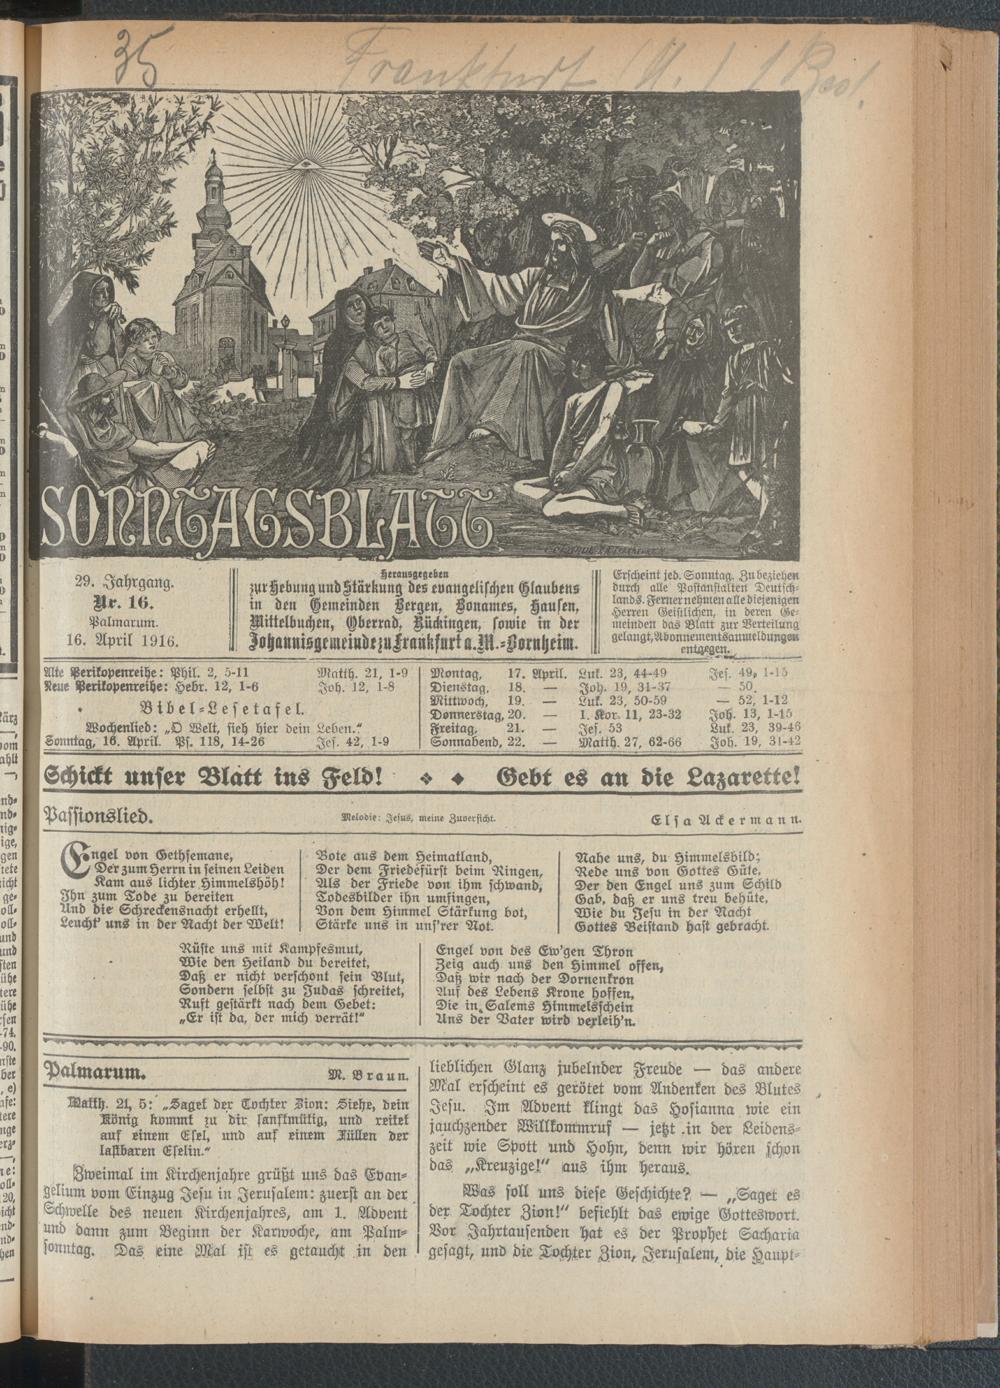 35
Frankfurt
SONNTAGSBLATT
29. Jahrgang.
Nr. 16.
Palmarum.
16. April 1916.
Herausgegeben
zur Hebung und Stärkung des evangelischen Glaubens
in den Gemeinden Bergen, Bonames, Hausen,
Mittelbuchen, Oberrad, Rückingen, sowie in der
Johannisgemeinde zu Frankfurt a. M.-Bornheim.
Erscheint jed. Sonntag. Zu beziehen
durch alle Postanstalten Deutsch-
lands. Ferner nehmen alle diejenigen
Herren Geistlichen, in deren Ge-
meinden das Blatt zur Verteilung
gelangt, Abonnementsanmeldungen
entgegen.
Alte Perikopenreihe: Phil. 2, 5-11 Matth. 21, 1-9
Neue Perikopenreihe: Hebr. 12, 1-6 Joh. 12, 1-8
Bibel-Lesetafel.
Wochenlied: „O Welt, sieh hier dein Leben.“
Sonntag, 16. April. Ps. 118, 14-26 Jes. 42, 1-9
Montag, 17. April. Luk. 23, 44-49 Jes. 49, 1-15
Dienstag, 18. — Joh. 19, 31-37 — 50.
Mittwoch, 19. — Luk. 23, 50-59 — 52, 1-12
Donnerstag, 20. — I. Kor. 11, 23-32 Joh. 13, 1-15
Freitag, 21. — Jes. 53 Luk. 23, 39-46
Sonnabend, 22. — Matth. 27, 62-66 Joh. 19, 31-42
Schickt unser Blatt ins Feld! ❖ ◆ Gebt es an die Lazarette!
Passionslied. Melodie: Jesus, meine Zuversicht. Elsa Ackermann.
Engel von Gethsemane,
Der zum Herrn in seinen Leiden
Kam aus lichter Himmelshöh!
Ihn zum Tode zu bereiten
Und die Schreckensnacht erhellt,
Leucht' uns in der Nacht der Welt!
Bote aus dem Heimatland,
Der dem Friedefürst beim Ringen,
Als der Friede von ihm schwand,
Todesbilder ihn umfingen,
Von dem Himmel Stärkung bot,
Stärke uns in uns'rer Not.
Nahe uns, du Himmelsbild;
Rede uns von Gottes Güte,
Der den Engel uns zum Schild
Gab, daß er uns treu behüte,
Wie du Jesu in der Nacht
Gottes Beistand hast gebracht.
Rüste uns mit Kampfesmut,
Wie den Heiland du bereitet,
Daß er nicht verschont sein Blut,
Sondern selbst zu Judas schreitet,
Ruft gestärkt nach dem Gebet:
„Er ist da, der mich verrät!“
Engel von des Ew'gen Thron
Zeig auch uns den Himmel offen,
Daß wir nach der Dornenkron
Auf des Lebens Krone hoffen,
Die in Salems Himmelsschein
Uns der Vater wird verleih'n.
Palmarum. M. Braun.
Matth. 21, 5: „Saget der Tochter Zion: Siehe, dein
König kommt zu dir sanftmütig, und reitet
auf einem Esel, und auf einem Füllen der
lastbaren Eselin.“
Zweimal im Kirchenjahre grüßt uns das Evan-
gelium vom Einzug Jesu in Jerusalem: zuerst an der
Schwelle des neuen Kirchenjahres, am 1. Advent
und dann zum Beginn der Karwoche, am Palm-
sonntag. Das eine Mal ist es getaucht in den
lieblichen Glanz jubelnder Freude — das andere
Mal erscheint es gerötet vom Andenken des Blutes
Jesu. Im Advent klingt das Hosianna wie ein
jauchzender Willkommruf — jetzt in der Leidens-
zeit wie Spott und Hohn, denn wir hören schon
das „Kreuzige!“ aus ihm heraus.
Was soll uns diese Geschichte? — „Saget es
der Tochter Zion!“ befiehlt das ewige Gotteswort.
Vor Jahrtausenden hat es der Prophet Sacharia
gesagt, und die Tochter Zion, Jerusalem, die Haupt-